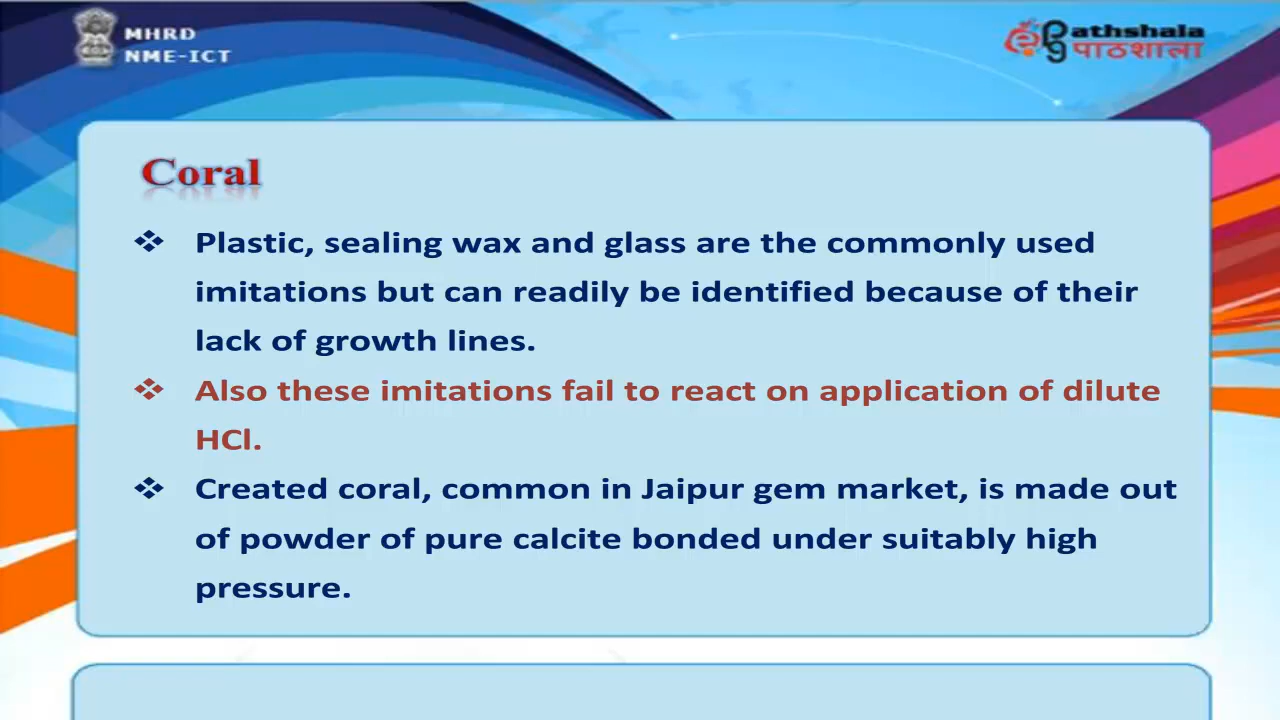 MHRD
NME-ICT
athshala
पाठशाला
Coral
❖ Plastic, sealing wax and glass are the commonly used
imitations but can readily be identified because of their
lack of growth lines.
❖ Also these imitations fail to react on application of dilute
HCl.
❖ Created coral, common in Jaipur gem market, is made out
of powder of pure calcite bonded under suitably high
pressure.